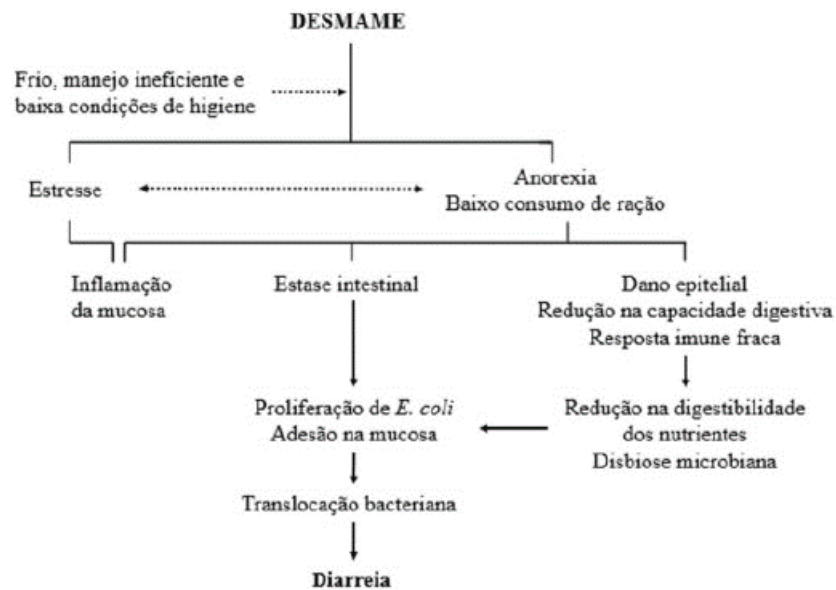 DESMAME
Frio, manejo ineficiente e
baixa condições de higiene
Estresse
Anorexia
Baixo consumo de ração
Inflamação
da mucosa
Estase intestinal
Dano epitelial
Redução na capacidade digestiva
Resposta imune fraca
Proliferação de E. coli
Adesão na mucosa
Redução na digestibilidade
dos nutrientes
Disbiose microbiana
Translocação bacteriana
Diarreia